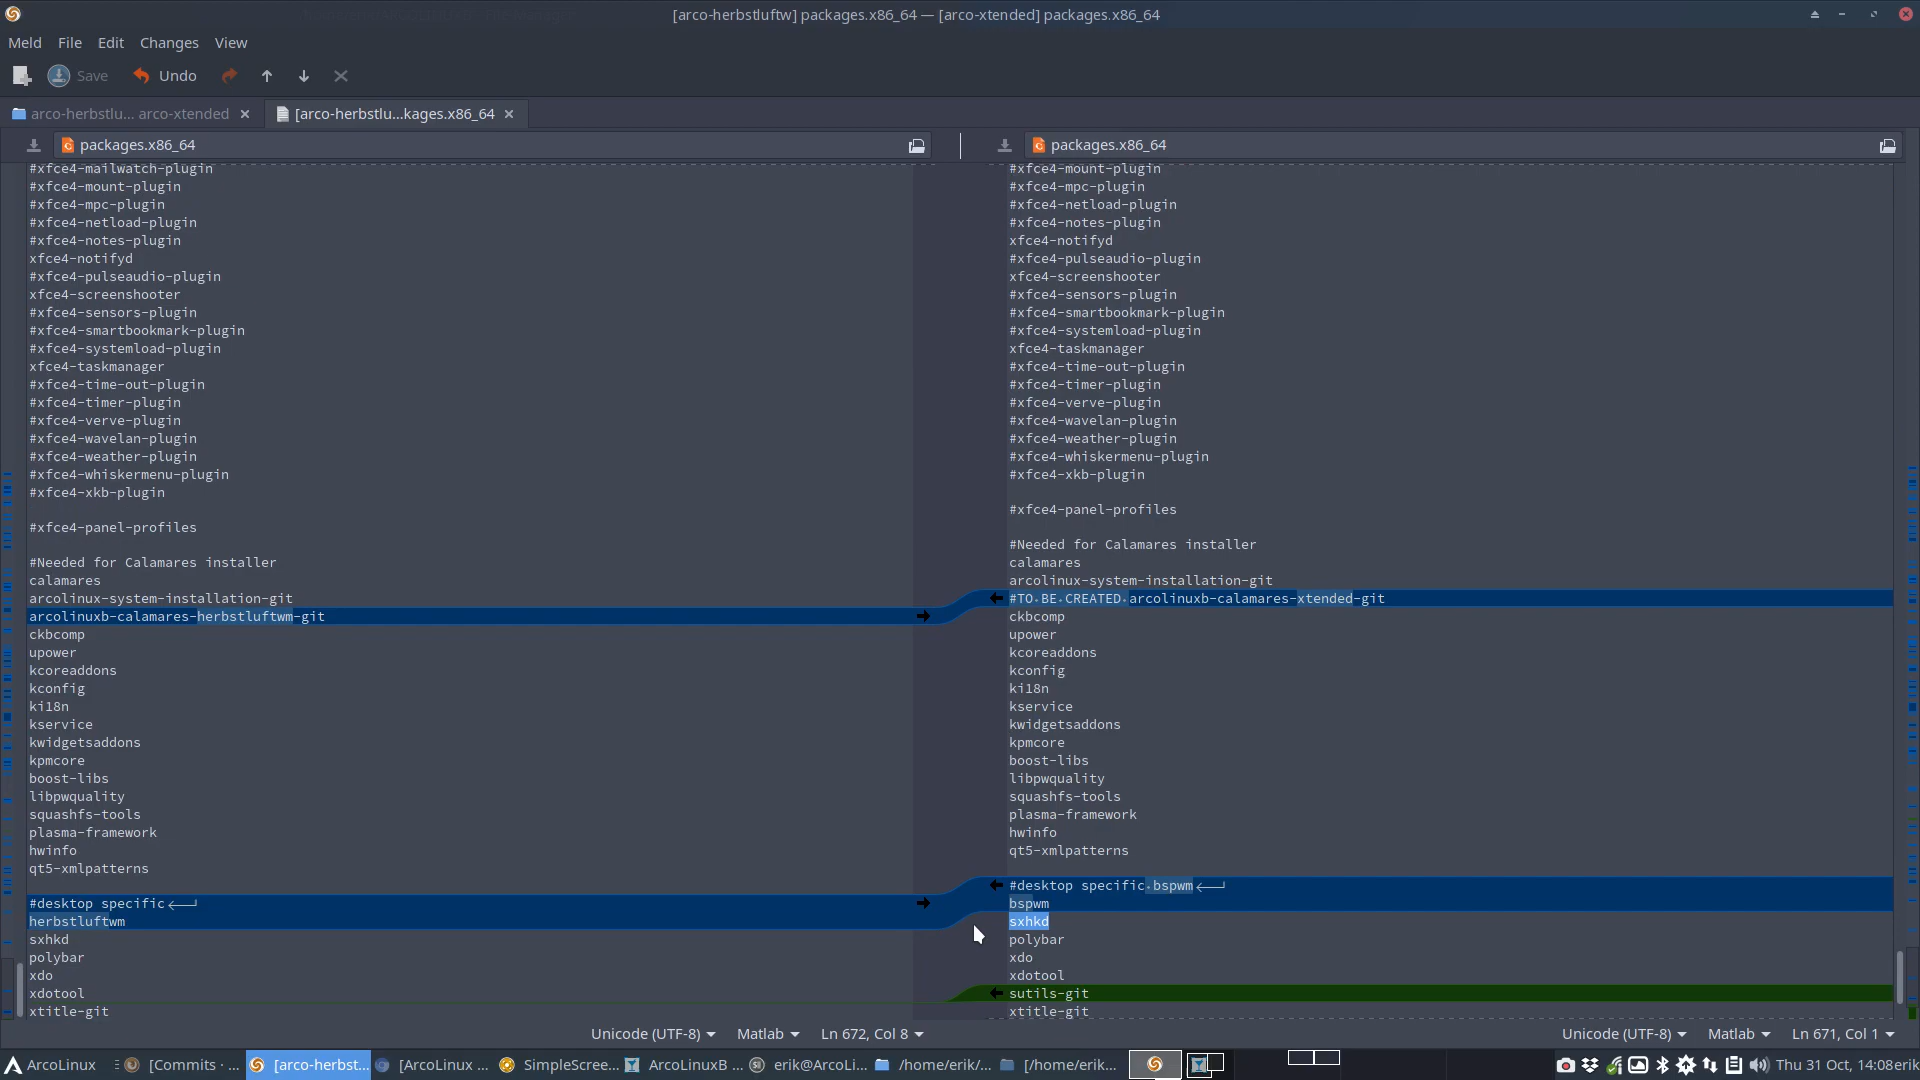 [arco-herbstluftw] packages.x86_64 — [arco-xtended] packages.x86_64
Meld File Edit Changes View
Save Undo
arco-herbstlu... arco-xtended
[arco-herbstlu...kages.x86_64
packages.x86_64
#xfce4-mailwatch-plugin
#xfce4-mount-plugin
#xfce4-mpc-plugin
#xfce4-netload-plugin
#xfce4-notes-plugin
xfce4-notifyd
#xfce4-pulseaudio-plugin
xfce4-screenshooter
#xfce4-sensors-plugin
#xfce4-smartbookmark-plugin
#xfce4-systemload-plugin
xfce4-taskmanager
#xfce4-time-out-plugin
#xfce4-timer-plugin
#xfce4-verve-plugin
#xfce4-wavelan-plugin
#xfce4-weather-plugin
#xfce4-whiskermenu-plugin
#xfce4-xkb-plugin
#xfce4-panel-profiles
#Needed for Calamares installer
calamares
arcolinux-system-installation-git
arcolinuxb-calamares-herbstluftwm-git
ckbcomp
upower
kcoreaddons
kconfig
ki18n
kservice
kwidgetsaddons
kpmcore
boost-libs
libpwquality
squashfs-tools
plasma-framework
hwinfo
qt5-xmlpatterns
#desktop specific
herbstluftwm
sxhkd
polybar
xdo
xdotool
xtitle-git
packages.x86_64
#xfce4-mount-plugin
#xfce4-mpc-plugin
#xfce4-netload-plugin
#xfce4-notes-plugin
xfce4-notifyd
#xfce4-pulseaudio-plugin
xfce4-screenshooter
#xfce4-sensors-plugin
#xfce4-smartbookmark-plugin
#xfce4-systemload-plugin
xfce4-taskmanager
#xfce4-time-out-plugin
#xfce4-timer-plugin
#xfce4-verve-plugin
#xfce4-wavelan-plugin
#xfce4-weather-plugin
#xfce4-whiskermenu-plugin
#xfce4-xkb-plugin
#xfce4-panel-profiles
#Needed for Calamares installer
calamares
arcolinux-system-installation-git
#TO·BE·CREATED·arcolinuxb-calamares-xtended-git
ckbcomp
upower
kcoreaddons
kconfig
ki18n
kservice
kwidgetsaddons
kpmcore
boost-libs
libpwquality
squashfs-tools
plasma-framework
hwinfo
qt5-xmlpatterns
#desktop specific·bspwm
bspwm
sxhkd
polybar
xdo
xdotool
sutils-git
xtitle-git
Unicode (UTF-8) Matlab Ln 672, Col 8
Unicode (UTF-8) Matlab Ln 671, Col 1
ArcoLinux [Commits · ... [arco-herbst... [ArcoLinux ... SimpleScree... ArcoLinuxB ... erik@ArcoLi... /home/erik/... [/home/erik... Thu 31 Oct, 14:08 erik